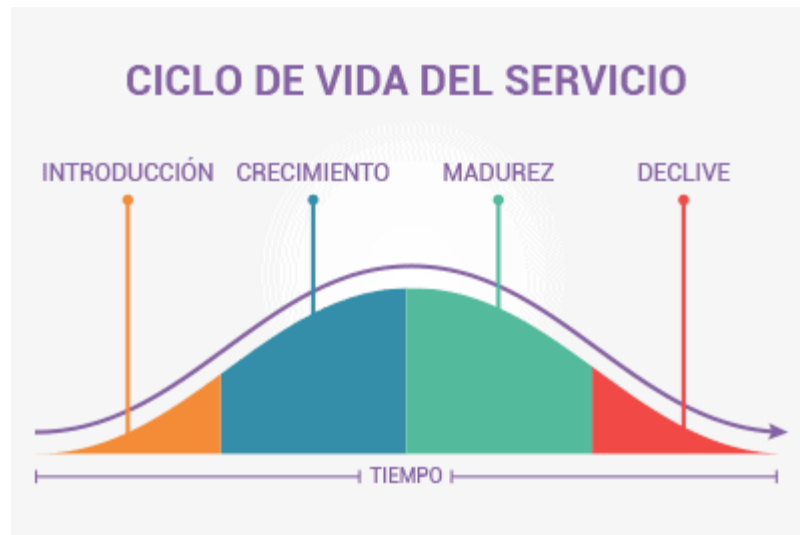 CICLO DE VIDA DEL SERVICIO
INTRODUCCIÓN CRECIMIENTO MADUREZ DECLIVE
TIEMPO